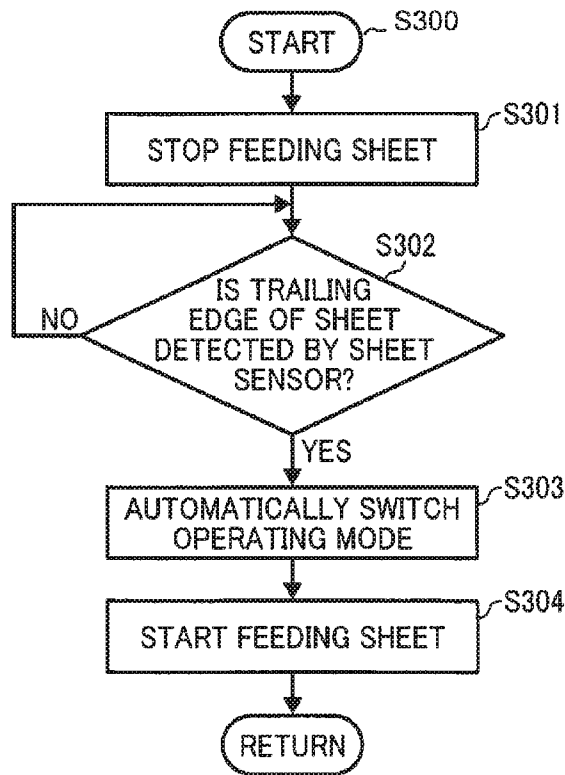 START
S300
STOP FEEDING SHEET
S301
S302
IS TRAILING
EDGE OF SHEET
DETECTED BY SHEET
SENSOR?
NO
YES
AUTOMATICALLY SWITCH
OPERATING MODE
S303
START FEEDING SHEET
S304
RETURN